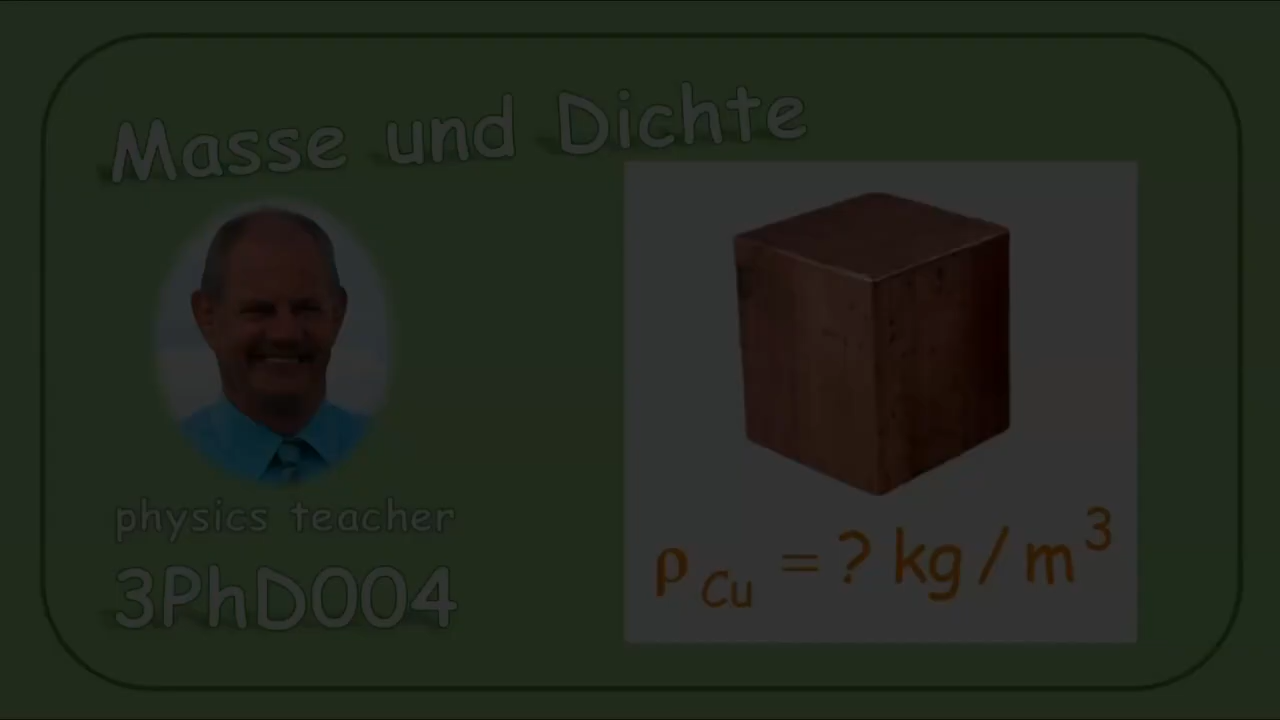 Masse und Dichte
physics teacher
3PhD004
ρ Cu = ? kg / m³